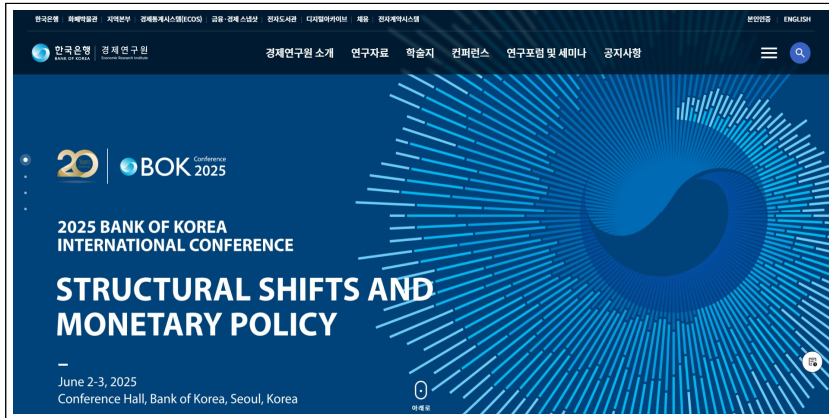 한국은행 화폐박물관 지역본부 경제통계시스템(ECOS) 금융·경제 스냅샷 전자도서관 디지털아카이브 채용 전자계약시스템 본인인증 ENGLISH
한국은행 경제연구원 경제연구원 소개 연구자료 학술지 컨퍼런스 연구포럼 및 세미나 공지사항
BANK OF KOREA Economic Research Institute
20 BOK Conference 2025
2025 BANK OF KOREA
INTERNATIONAL CONFERENCE
STRUCTURAL SHIFTS AND
MONETARY POLICY
June 2-3, 2025
Conference Hall, Bank of Korea, Seoul, Korea
아래로